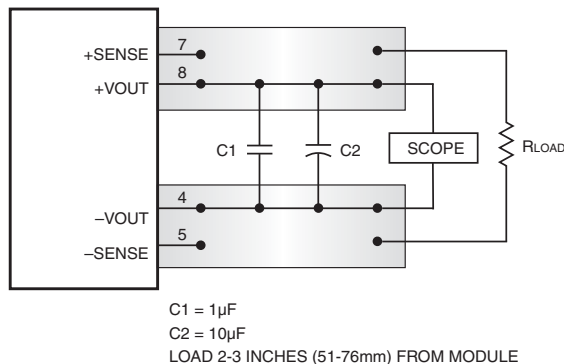 +SENSE 7
+VOUT 8
C1 C2 SCOPE RLOAD
–VOUT 4
–SENSE 5
C1 = 1µF
C2 = 10µF
LOAD 2-3 INCHES (51-76mm) FROM MODULE